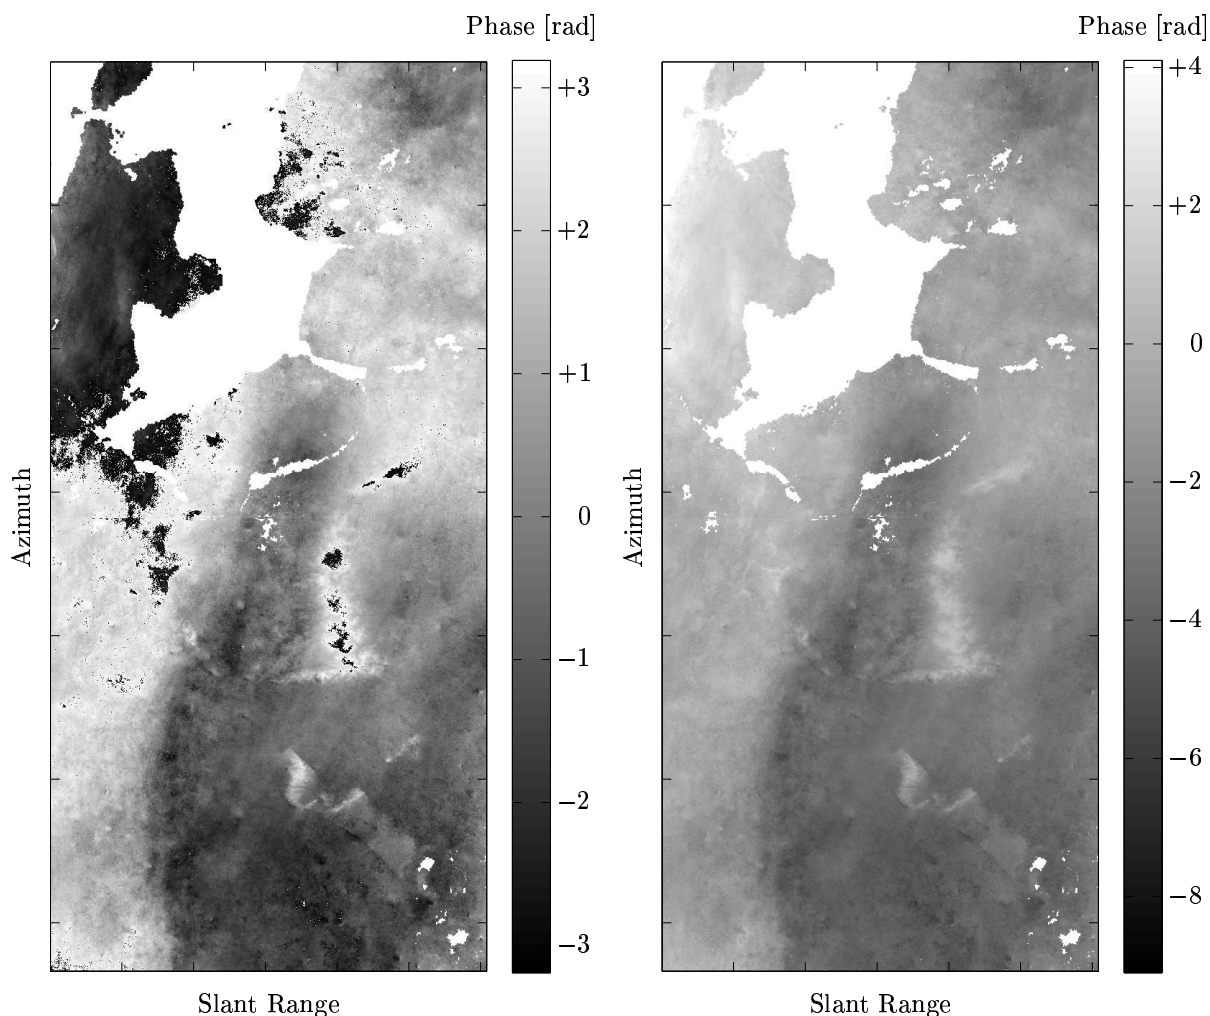 Phase [rad]
+3
+2
+1
0
−1
−2
−3
Azimuth
Slant Range
Phase [rad]
+4
+2
0
−2
−4
−6
−8
Azimuth
Slant Range